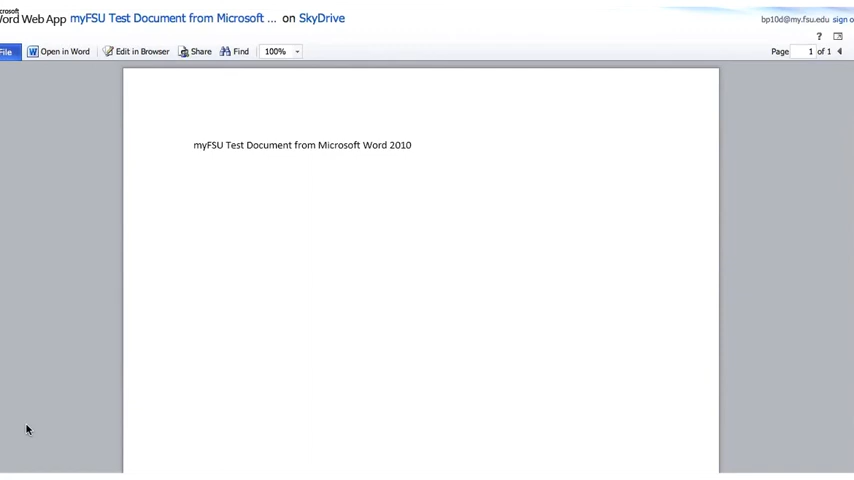 Word Web App myFSU Test Document from Microsoft ... on SkyDrive
bp10d@my.fsu.edu sign
?
File Open in Word Edit in Browser Share Find 100% Page 1 of 1
myFSU Test Document from Microsoft Word 2010